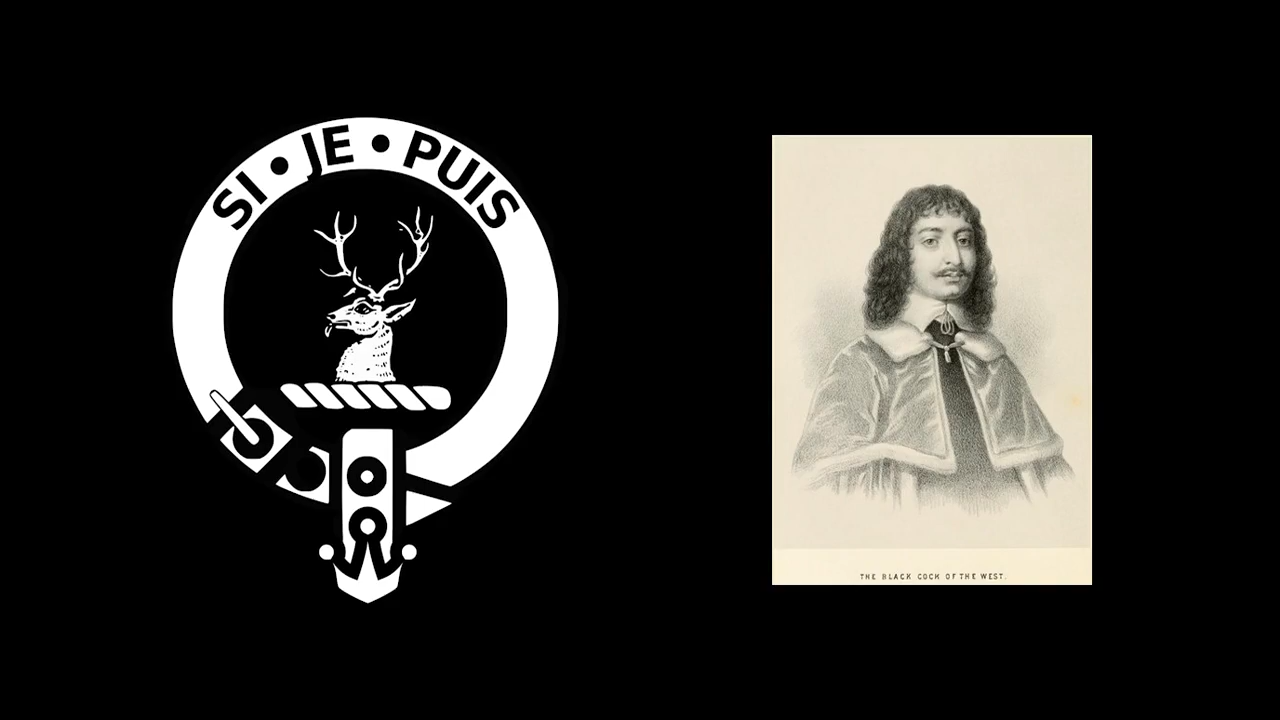 SI • JE • PUIS
THE BLACK COCK OF THE WEST.